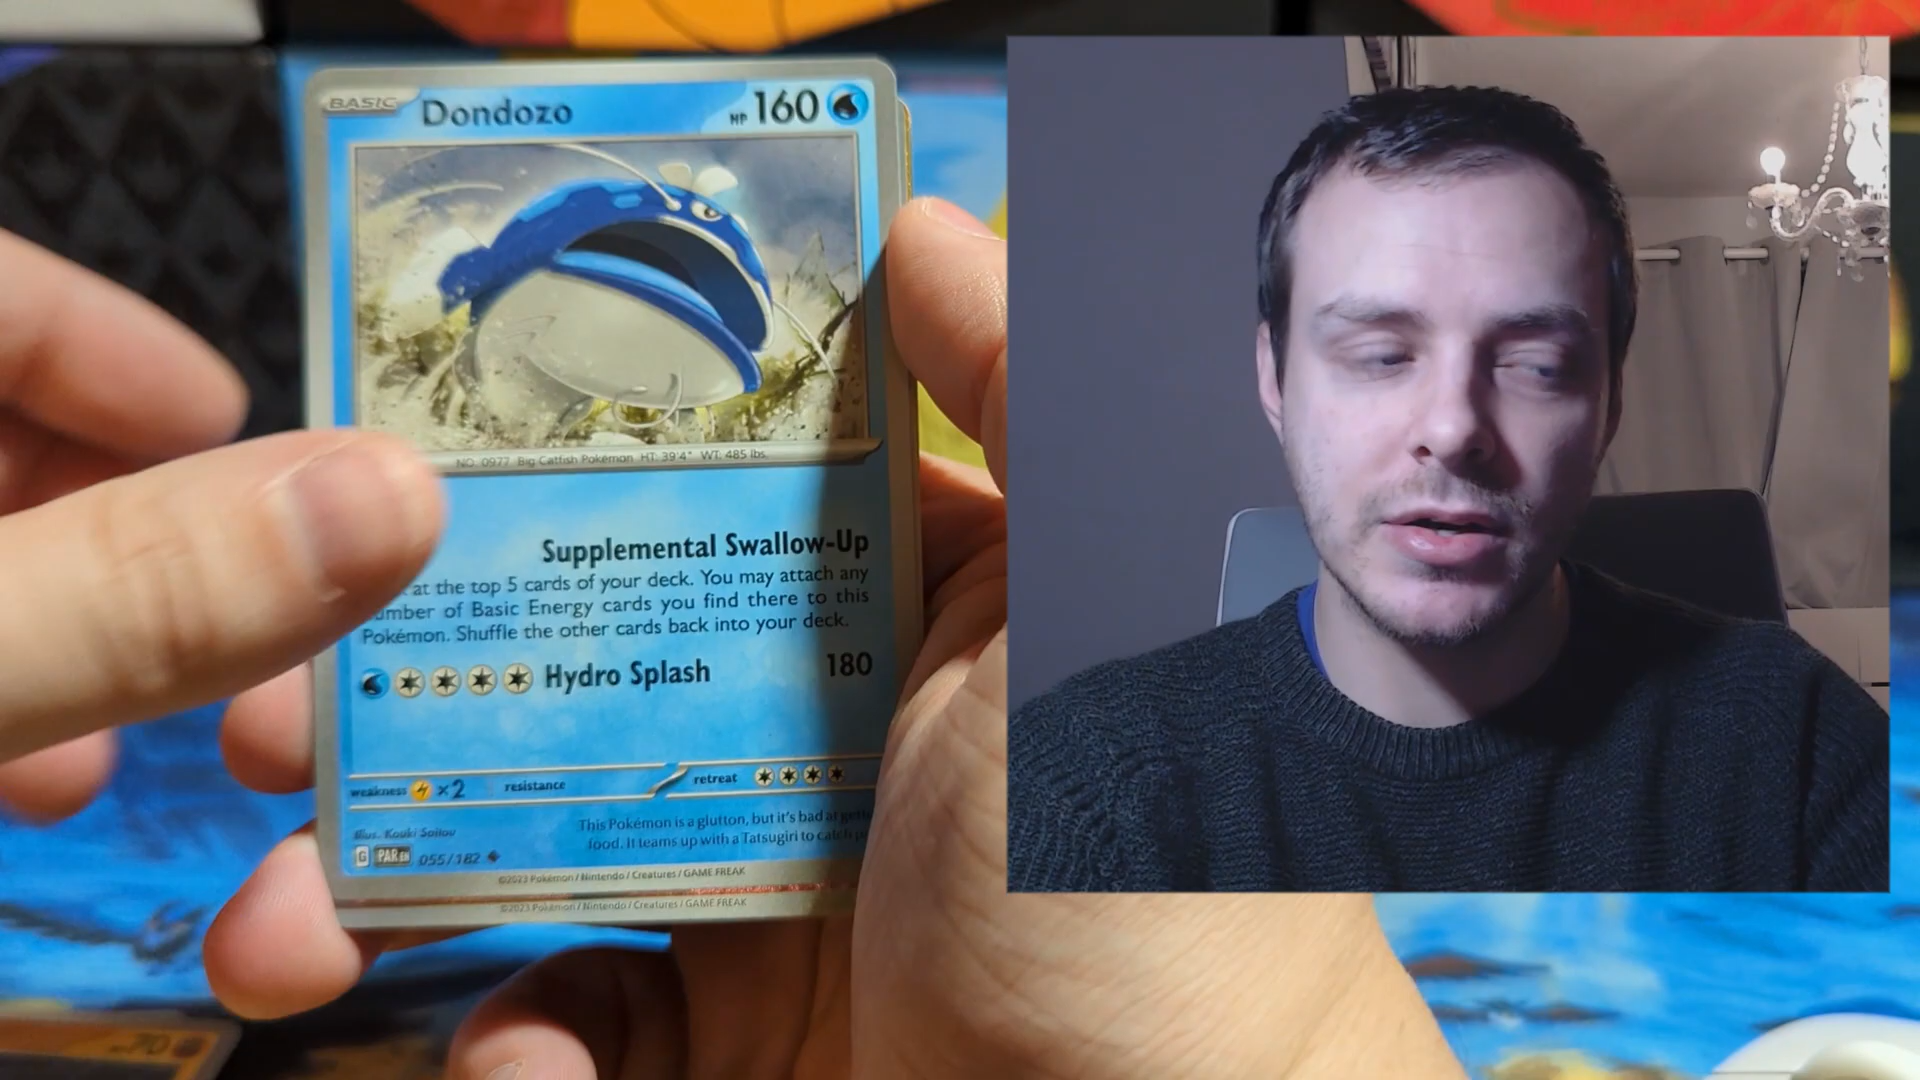 BASIC Dondozo HP 160
NO. 0977 Big Catfish Pokémon HT: 39'4" WT: 485 lbs.
Supplemental Swallow-Up
at the top 5 cards of your deck. You may attach any
umber of Basic Energy cards you find there to this
Pokémon. Shuffle the other cards back into your deck.
Hydro Splash 180
weakness ×2 resistance retreat
Illus. Kouki Saitou
This Pokémon is a glutton, but it's bad at
food. It teams up with a Tatsugiri to catch
G PAR EN 055/182
©2023 Pokémon / Nintendo / Creatures / GAME FREAK
©2023 Pokémon / Nintendo / Creatures / GAME FREAK
70